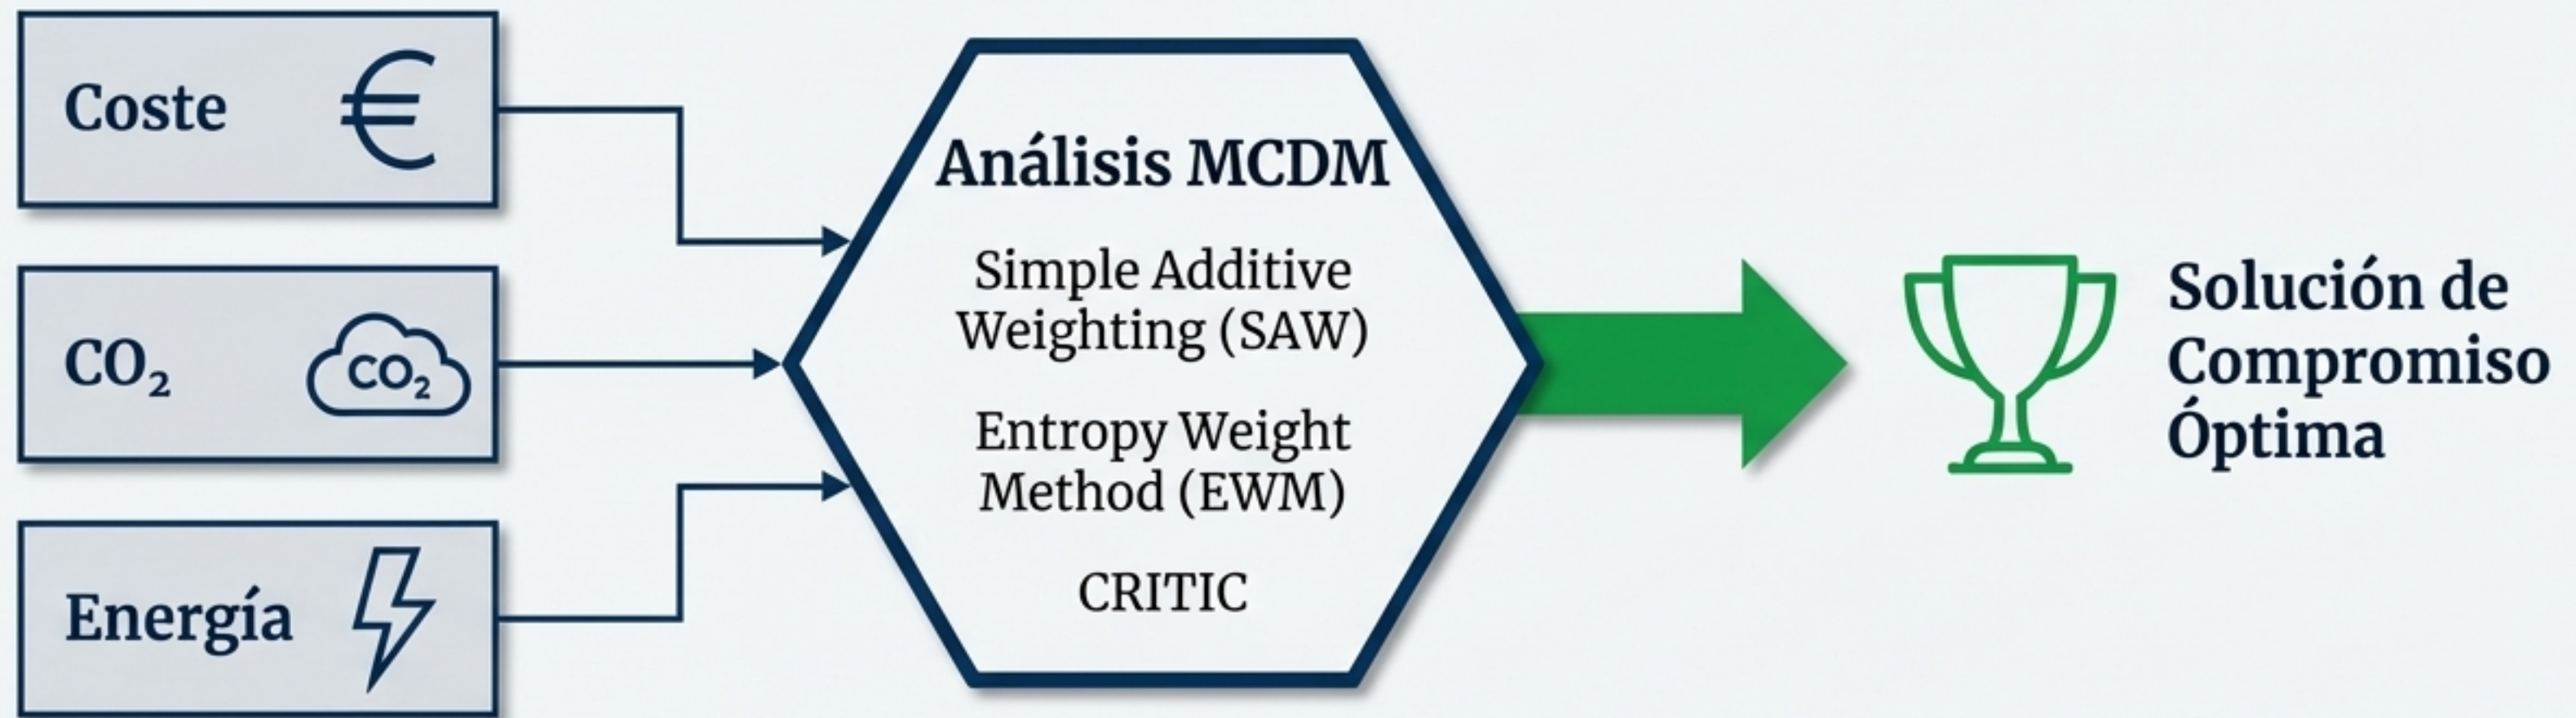 Coste €
CO₂
CO₂
Energía
Análisis MCDM
Simple Additive
Weighting (SAW)
Entropy Weight
Method (EWM)
CRITIC
Solución de
Compromiso
Óptima